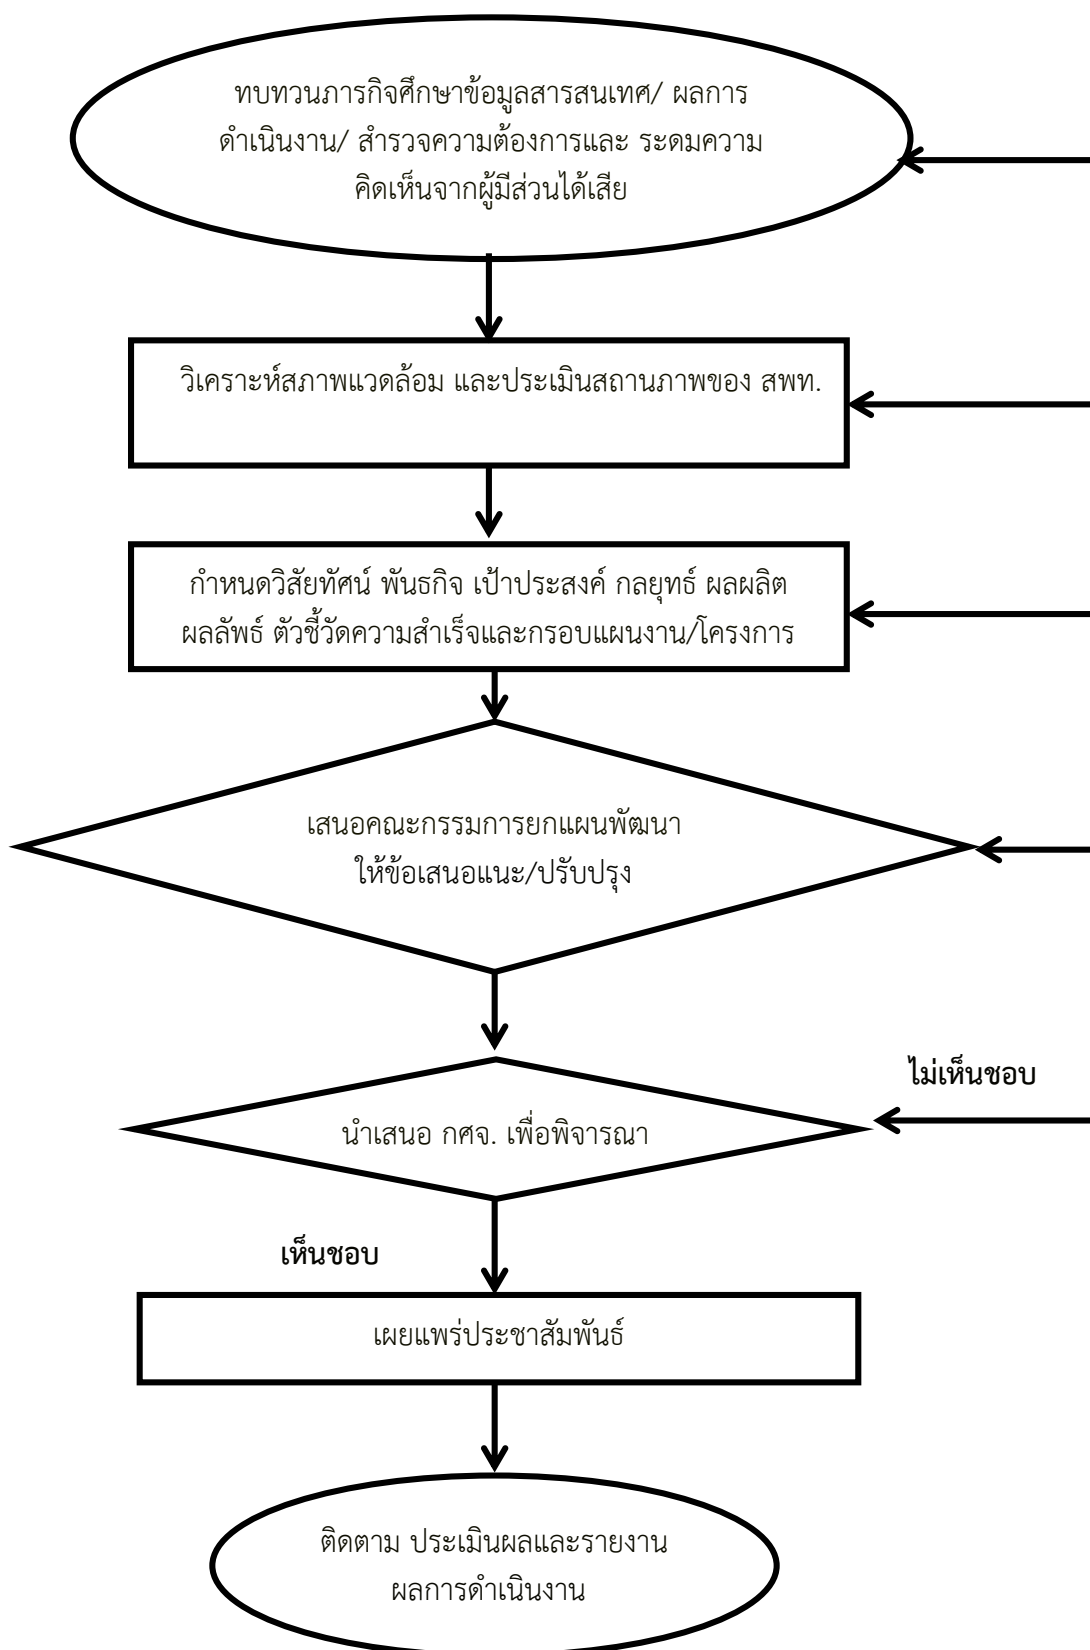 ทบทวนภารกิจศึกษาข้อมูลสารสนเทศ/ ผลการ
ดำเนินงาน/ สำรวจความต้องการและ ระดมความ
คิดเห็นจากผู้มีส่วนได้เสีย
วิเคราะห์สภาพแวดล้อม และประเมินสถานภาพของ สพท.
กำหนดวิสัยทัศน์ พันธกิจ เป้าประสงค์ กลยุทธ์ ผลผลิต
ผลลัพธ์ ตัวชี้วัดความสำเร็จและกรอบแผนงาน/โครงการ
เสนอคณะกรรมการยกแผนพัฒนา
ให้ข้อเสนอแนะ/ปรับปรุง
ไม่เห็นชอบ
นำเสนอ กศจ. เพื่อพิจารณา
เห็นชอบ
เผยแพร่ประชาสัมพันธ์
ติดตาม ประเมินผลและรายงาน
ผลการดำเนินงาน